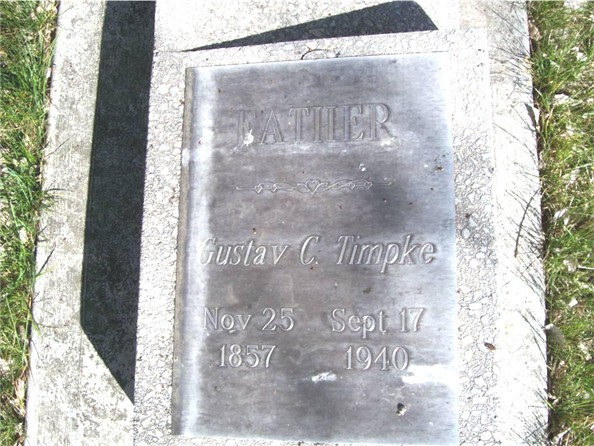 FATHER
Gustav C. Timpke
Nov 25 Sept 17
1857 1940